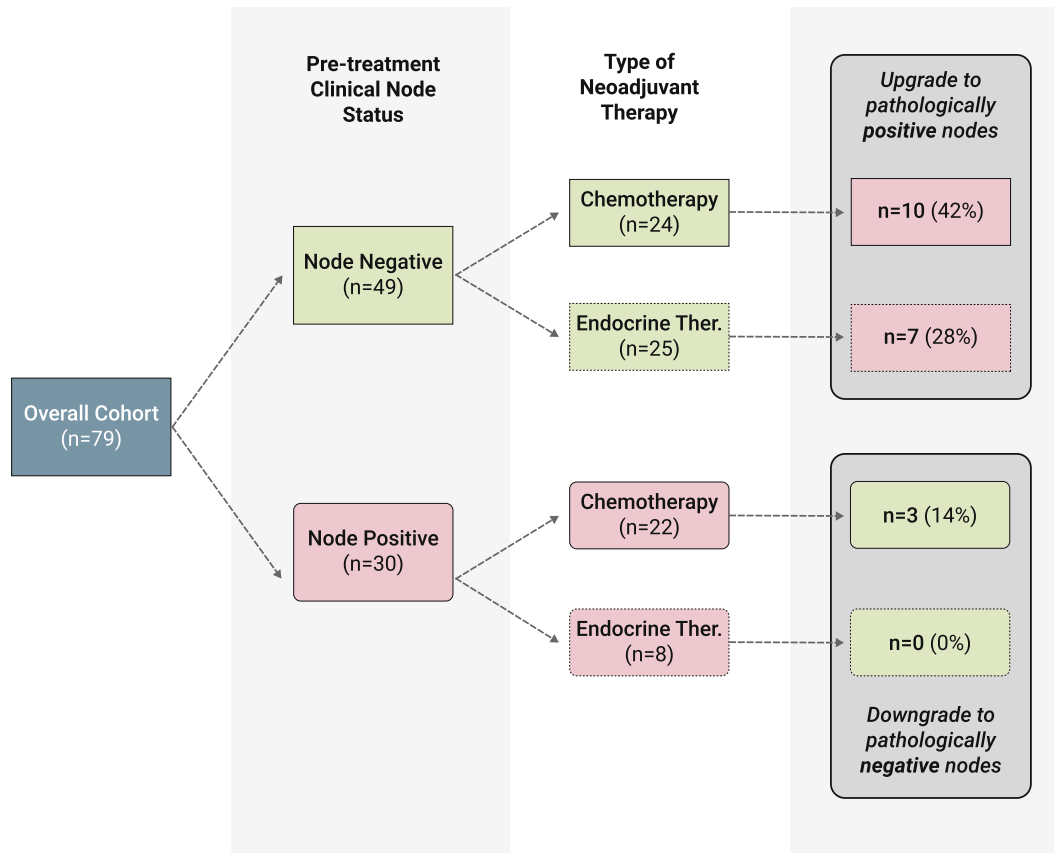 Pre-treatment
Clinical Node
Status
Type of
Neoadjuvant
Therapy
Upgrade to
pathologically
positive nodes
Overall Cohort
(n=79)
Node Negative
(n=49)
Chemotherapy
(n=24)
n=10 (42%)
Endocrine Ther.
(n=25)
n=7 (28%)
Node Positive
(n=30)
Chemotherapy
(n=22)
n=3 (14%)
Endocrine Ther.
(n=8)
n=0 (0%)
Downgrade to
pathologically
negative nodes